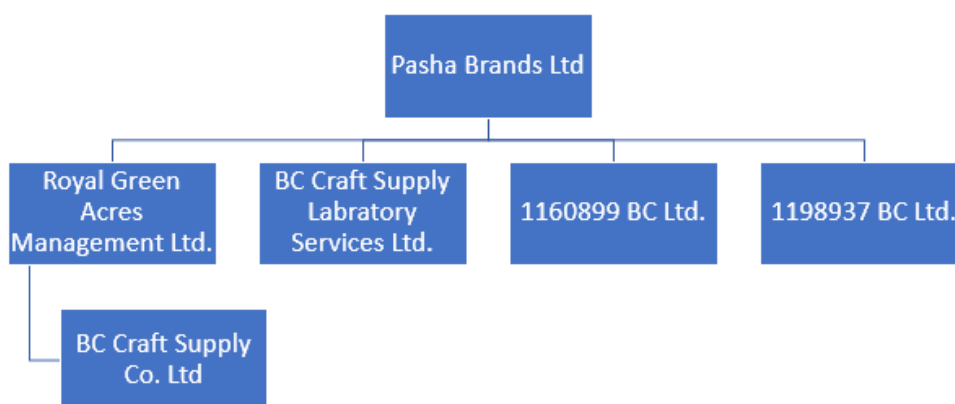 Pasha Brands Ltd
Royal Green
Acres
Management Ltd.
BC Craft Supply
Labratory
Services Ltd.
1160899 BC Ltd.
1198937 BC Ltd.
BC Craft Supply
Co. Ltd